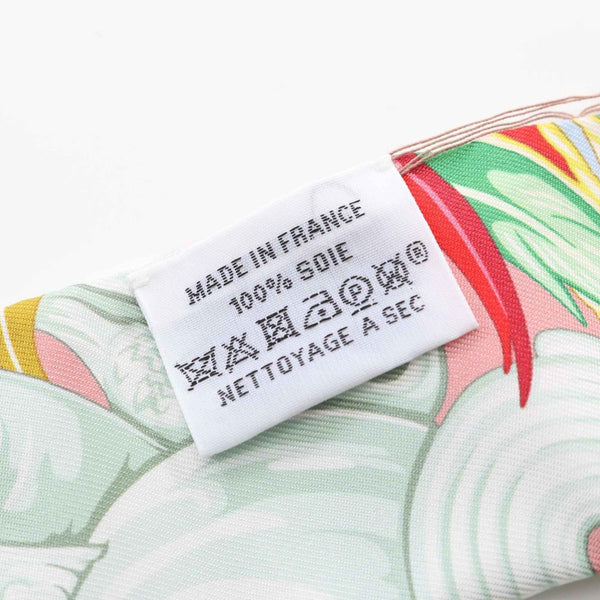 MADE IN FRANCE
100% SOIE
P W ®
NETTOYAGE A SEC